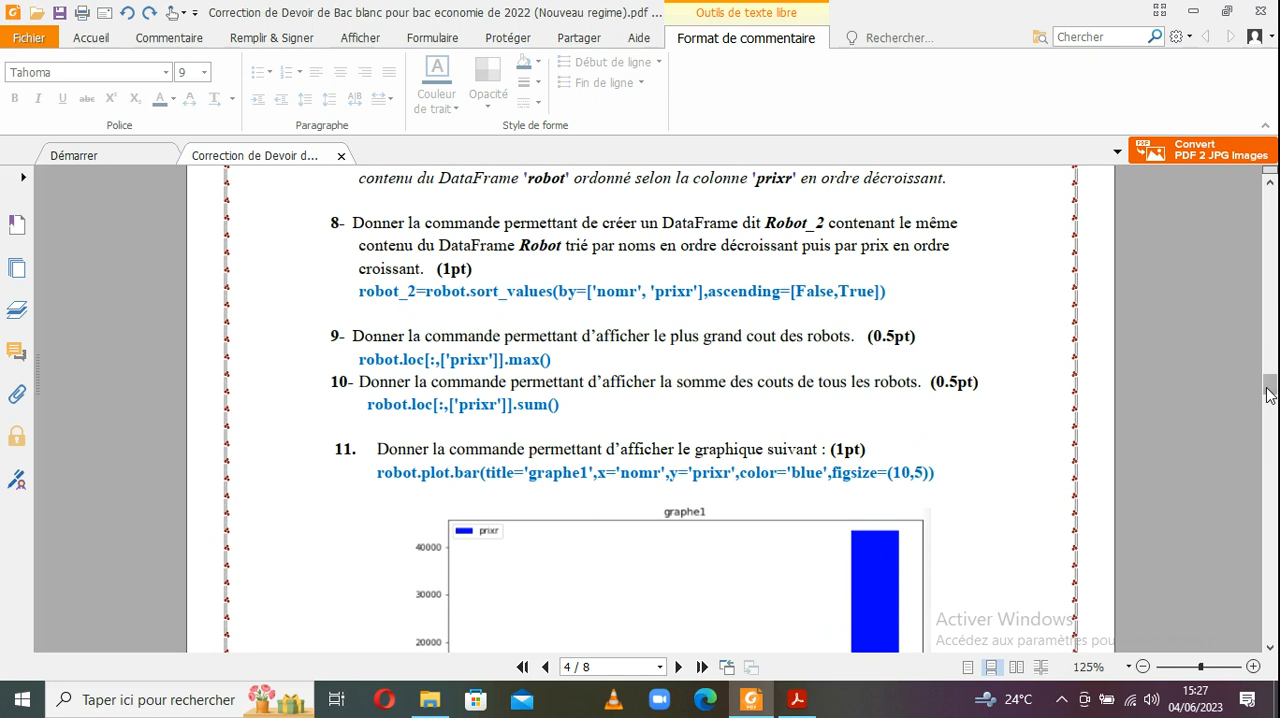 Correction de Devoir de Bac blanc pour bac economie de 2022 (Nouveau regime).pdf ...
Outils de texte libre
Fichier
Accueil
Commentaire
Remplir & Signer
Afficher
Formulaire
Protéger
Partager
Aide
Format de commentaire
Rechercher...
Chercher
Tahoma
9
Couleur de trait
Opacité
Début de ligne
Fin de ligne
Police
Paragraphe
Style de forme
Démarrer
Correction de Devoir d...
Convert
PDF 2 JPG Images
contenu du DataFrame 'robot' ordonné selon la colonne 'prixr' en ordre décroissant.
8- Donner la commande permettant de créer un DataFrame dit Robot_2 contenant le même
contenu du DataFrame Robot trié par noms en ordre décroissant puis par prix en ordre
croissant. (1pt)
robot_2=robot.sort_values(by=['nomr', 'prixr'],ascending=[False,True])
9- Donner la commande permettant d'afficher le plus grand cout des robots. (0.5pt)
robot.loc[:,['prixr']].max()
10- Donner la commande permettant d'afficher la somme des couts de tous les robots. (0.5pt)
robot.loc[:,['prixr']].sum()
11. Donner la commande permettant d'afficher le graphique suivant : (1pt)
robot.plot.bar(title='graphe1',x='nomr',y='prixr',color='blue',figsize=(10,5))
graphe1
prixr
40000
30000
20000
Activer Windows
Accédez aux paramètres pou
4 / 8
125%
Taper ici pour rechercher
24°C
15:27
04/06/2023